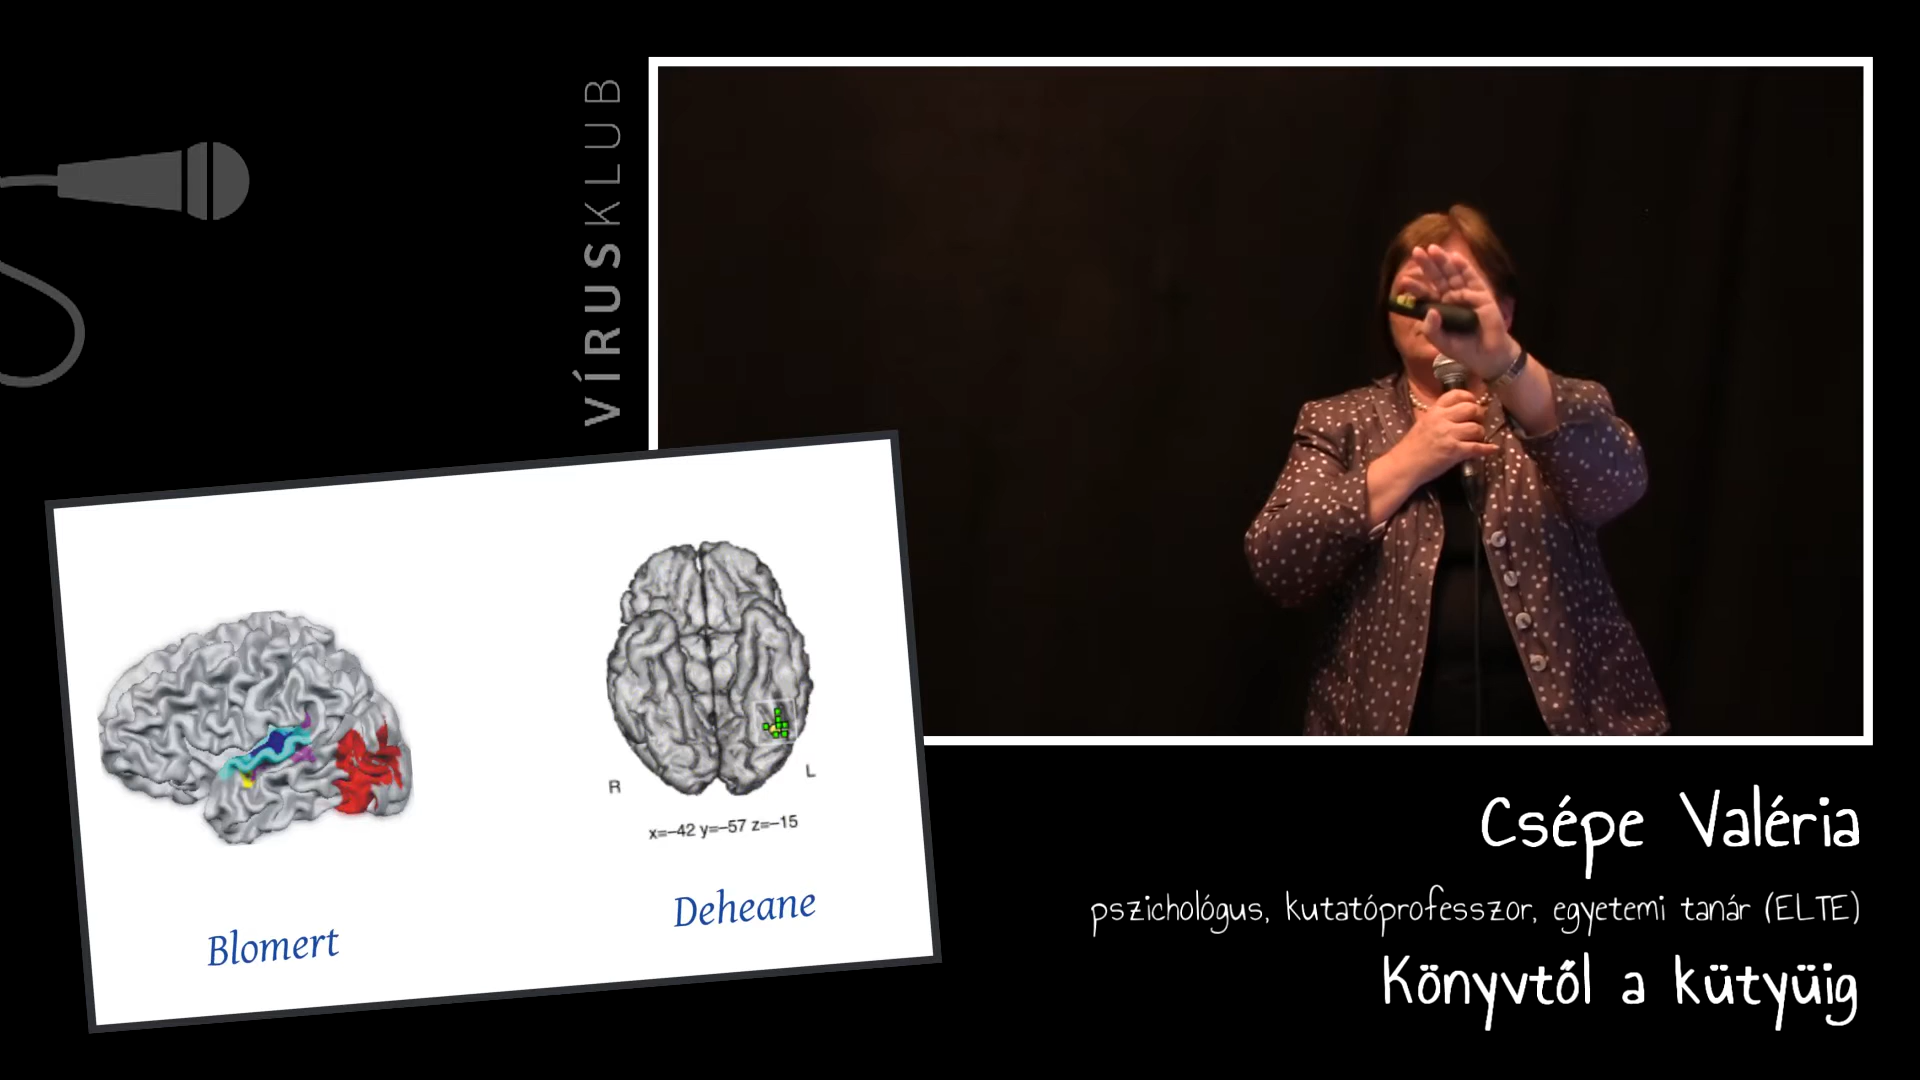 VÍRUSKLUB
R
L
x=–42 y=–57 z=–15
Blomert
Deheane
Csépe Valéria
pszichológus, kutatóprofesszor, egyetemi tanár (ELTE)
Könyvtől a kütyüig